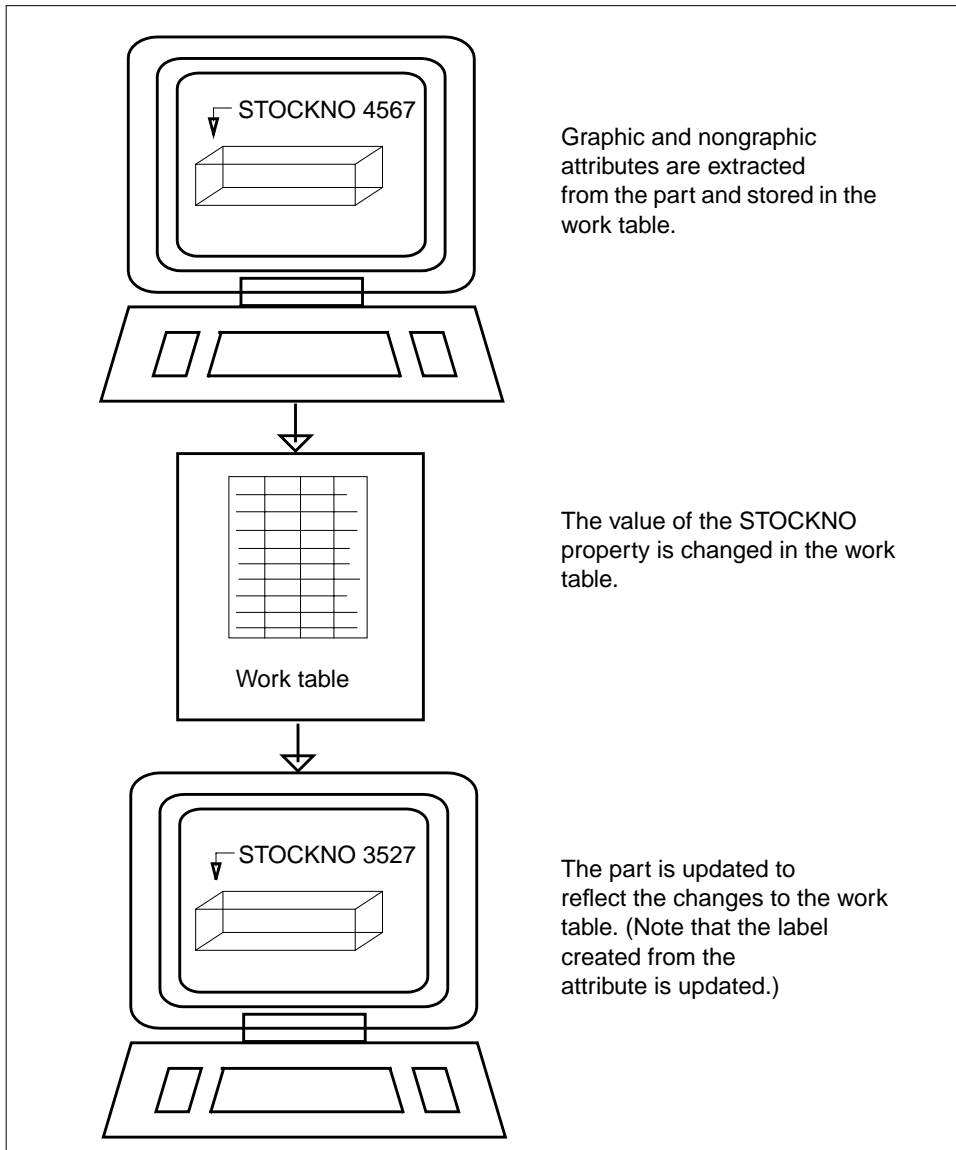 STOCKNO 4567
Graphic and nongraphic
attributes are extracted
from the part and stored in the
work table.
The value of the STOCKNO
property is changed in the work
table.
Work table
STOCKNO 3527
The part is updated to
reflect the changes to the work
table. (Note that the label
created from the
attribute is updated.)